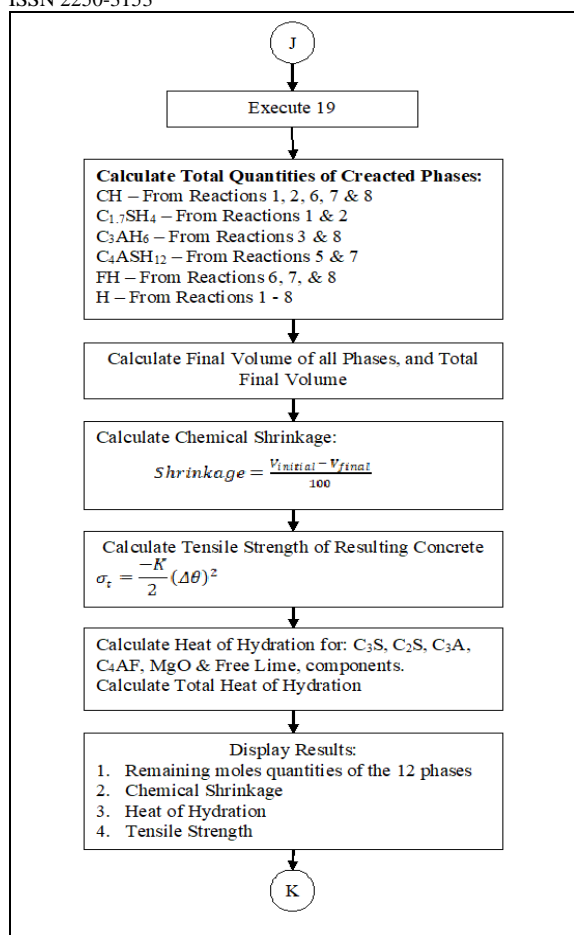 ISSN 2250-3153
J
Execute 19
Calculate Total Quantities of Creacted Phases:
CH – From Reactions 1, 2, 6, 7 & 8
C₁.₇SH₄ – From Reactions 1 & 2
C₃AH₆ – From Reactions 3 & 8
C₄ASH₁₂ – From Reactions 5 & 7
FH – From Reactions 6, 7, & 8
H – From Reactions 1 - 8
Calculate Final Volume of all Phases, and Total
Final Volume
Calculate Chemical Shrinkage:
Shrinkage = (V_initial − V_final)/100
Calculate Tensile Strength of Resulting Concrete
σ_t = −K/2 (Δθ)²
Calculate Heat of Hydration for: C₃S, C₂S, C₃A,
C₄AF, MgO & Free Lime, components.
Calculate Total Heat of Hydration
Display Results:
1. Remaining moles quantities of the 12 phases
2. Chemical Shrinkage
3. Heat of Hydration
4. Tensile Strength
K